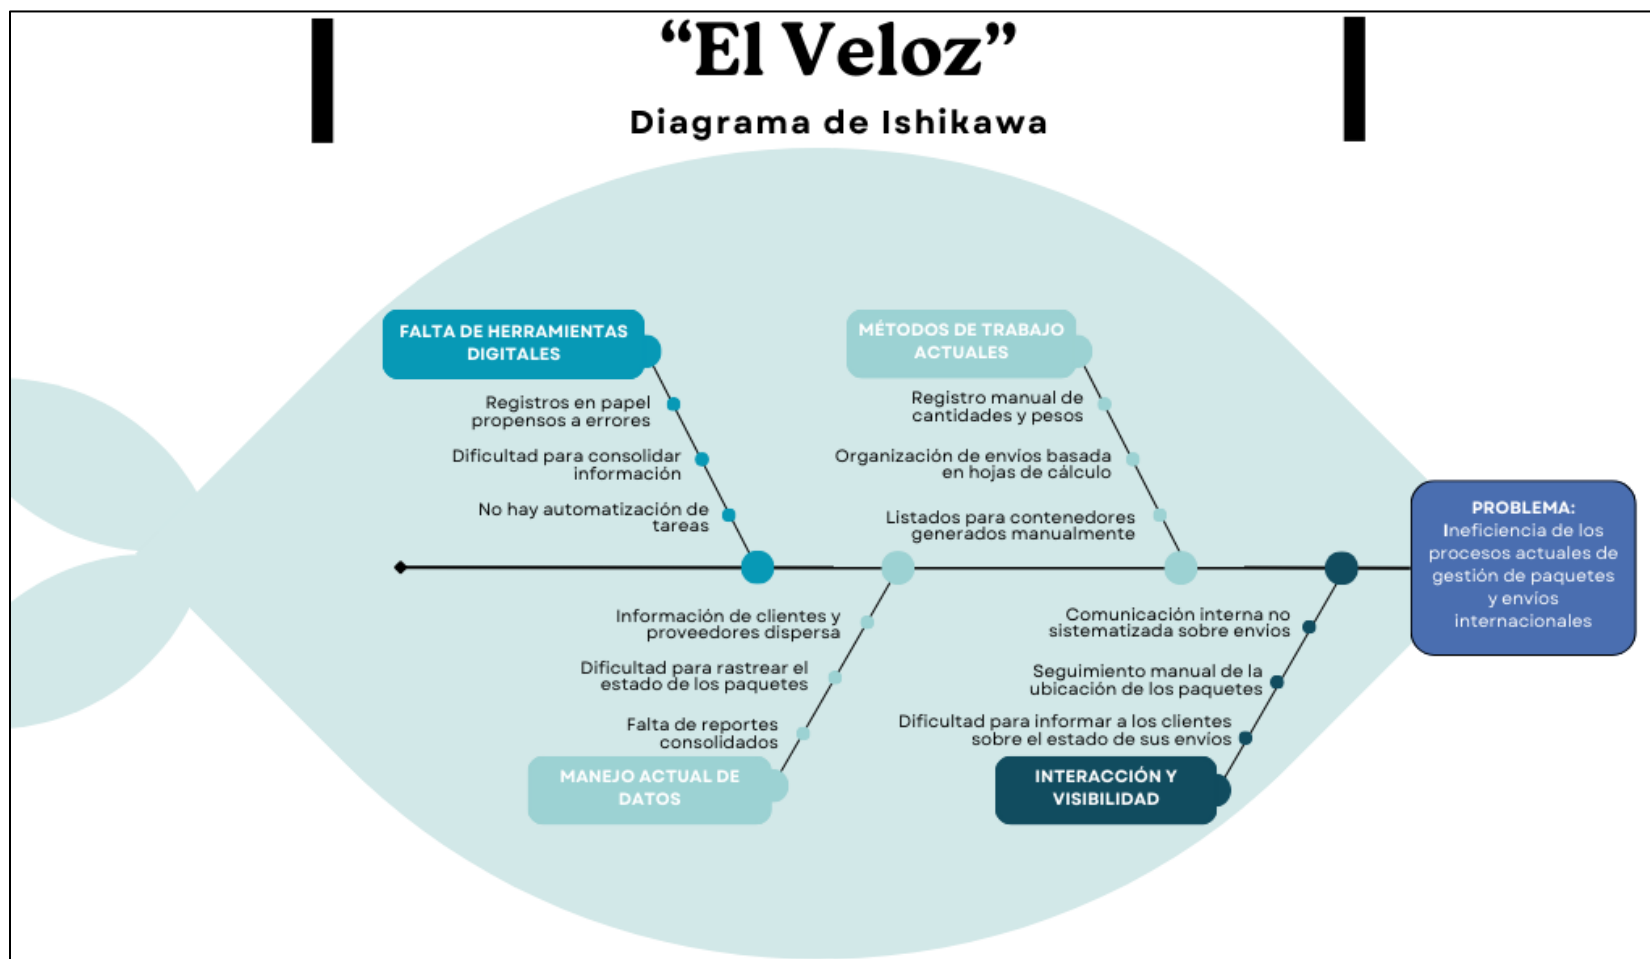 “El Veloz”
Diagrama de Ishikawa
FALTA DE HERRAMIENTAS
DIGITALES
Registros en papel
propensos a errores
Dificultad para consolidar
información
No hay automatización de
tareas
MÉTODOS DE TRABAJO
ACTUALES
Registro manual de
cantidades y pesos
Organización de envíos basada
en hojas de cálculo
Listados para contenedores
generados manualmente
PROBLEMA:
Ineficiencia de los
procesos actuales de
gestión de paquetes
y envíos
internacionales
Información de clientes y
proveedores dispersa
Dificultad para rastrear el
estado de los paquetes
Falta de reportes
consolidados
MANEJO ACTUAL DE
DATOS
Comunicación interna no
sistematizada sobre envíos
Seguimiento manual de la
ubicación de los paquetes
Dificultad para informar a los clientes
sobre el estado de sus envíos
INTERACCIÓN Y
VISIBILIDAD